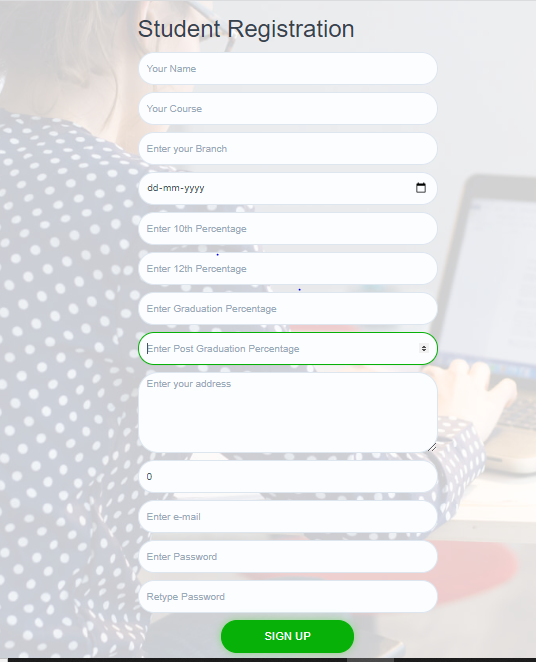 Student Registration
Your Name
Your Course
Enter your Branch
dd-mm-yyyy
Enter 10th Percentage
Enter 12th Percentage
Enter Graduation Percentage
Enter Post Graduation Percentage
Enter your address
0
Enter e-mail
Enter Password
Retype Password
SIGN UP